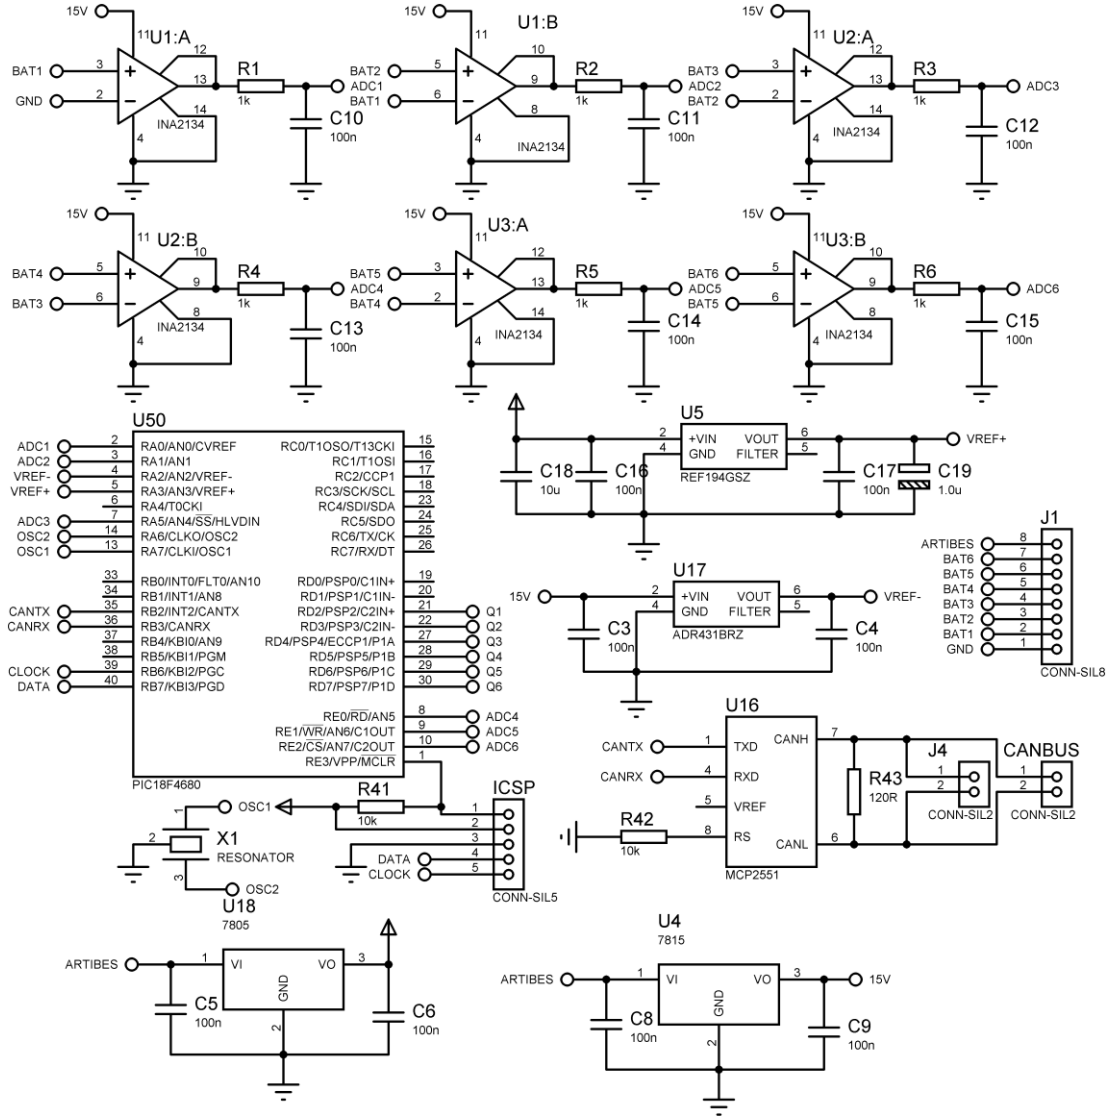 15V
U1:A
11
12
BAT1
3
13
R1
ADC1
GND
2
1k
14
INA2134
4
C10
100n
15V
U1:B
11
10
BAT2
5
9
R2
ADC2
BAT1
6
1k
8
INA2134
4
C11
100n
15V
U2:A
11
12
BAT3
3
13
R3
ADC3
BAT2
2
1k
14
INA2134
4
C12
100n
15V
U2:B
11
10
BAT4
5
9
R4
ADC4
BAT3
6
1k
8
INA2134
4
C13
100n
15V
U3:A
11
12
BAT5
3
13
R5
ADC5
BAT4
2
1k
14
INA2134
4
C14
100n
15V
U3:B
11
10
BAT6
5
9
R6
ADC6
BAT5
6
1k
8
INA2134
4
C15
100n
U50
ADC1 2 RA0/AN0/CVREF
ADC2 3 RA1/AN1
VREF- 4 RA2/AN2/VREF-
VREF+ 5 RA3/AN3/VREF+
6 RA4/T0CKI
ADC3 7 RA5/AN4/SS/HLVDIN
OSC2 14 RA6/CLKO/OSC2
OSC1 13 RA7/CLKI/OSC1
33 RB0/INT0/FLT0/AN10
34 RB1/INT1/AN8
CANTX 35 RB2/INT2/CANTX
CANRX 36 RB3/CANRX
37 RB4/KBI0/AN9
38 RB5/KBI1/PGM
CLOCK 39 RB6/KBI2/PGC
DATA 40 RB7/KBI3/PGD
RC0/T1OSO/T13CKI 15
RC1/T1OSI 16
RC2/CCP1 17
RC3/SCK/SCL 18
RC4/SDI/SDA 23
RC5/SDO 24
RC6/TX/CK 25
RC7/RX/DT 26
RD0/PSP0/C1IN+ 19
RD1/PSP1/C1IN- 20
RD2/PSP2/C2IN+ 21 Q1
RD3/PSP3/C2IN- 22 Q2
RD4/PSP4/ECCP1/P1A 27 Q3
RD5/PSP5/P1B 28 Q4
RD6/PSP6/P1C 29 Q5
RD7/PSP7/P1D 30 Q6
RE0/RD/AN5 8 ADC4
RE1/WR/AN6/C1OUT 9 ADC5
RE2/CS/AN7/C2OUT 10 ADC6
RE3/VPP/MCLR 1
PIC18F4680
U5
2 +VIN VOUT 6 VREF+
4 GND FILTER 5
REF194GSZ
C18
10u
C16
100n
C17
100n
C19
1.0u
U17
15V 2 +VIN VOUT 6 VREF-
4 GND FILTER 5
ADR431BRZ
C3
100n
C4
100n
J1
ARTIBES 8
BAT6 7
BAT5 6
BAT4 5
BAT3 4
BAT2 3
BAT1 2
GND 1
CONN-SIL8
U16
CANTX 1 TXD CANH 7
CANRX 4 RXD
5 VREF
R42 8 RS CANL 6
10k
MCP2551
R43
120R
J4
1
2
CONN-SIL2
CANBUS
1
2
CONN-SIL2
R41
10k
ICSP
1
2
3
DATA 4
CLOCK 5
CONN-SIL5
1
OSC1
2
X1
RESONATOR
3
OSC2
U18
7805
ARTIBES 1 VI VO 3
GND
2
C5
100n
C6
100n
U4
7815
ARTIBES 1 VI VO 3 15V
GND
2
C8
100n
C9
100n